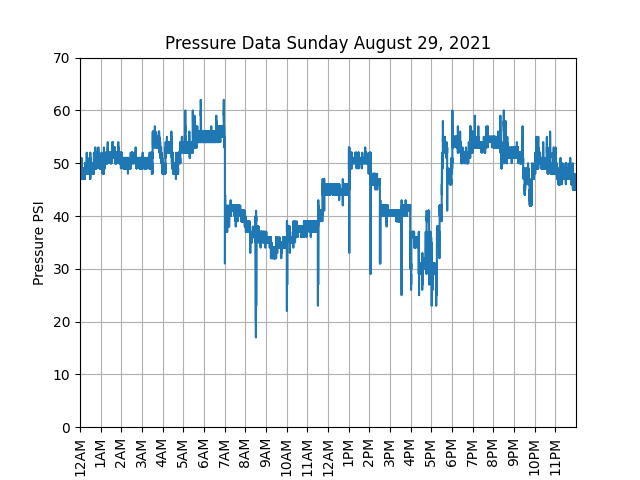 Pressure Data Sunday August 29, 2021
Pressure PSI
70
60
50
40
30
20
10
0
12AM
1AM
2AM
3AM
4AM
5AM
6AM
7AM
8AM
9AM
10AM
11AM
12AM
1PM
2PM
3PM
4PM
5PM
6PM
7PM
8PM
9PM
10PM
11PM